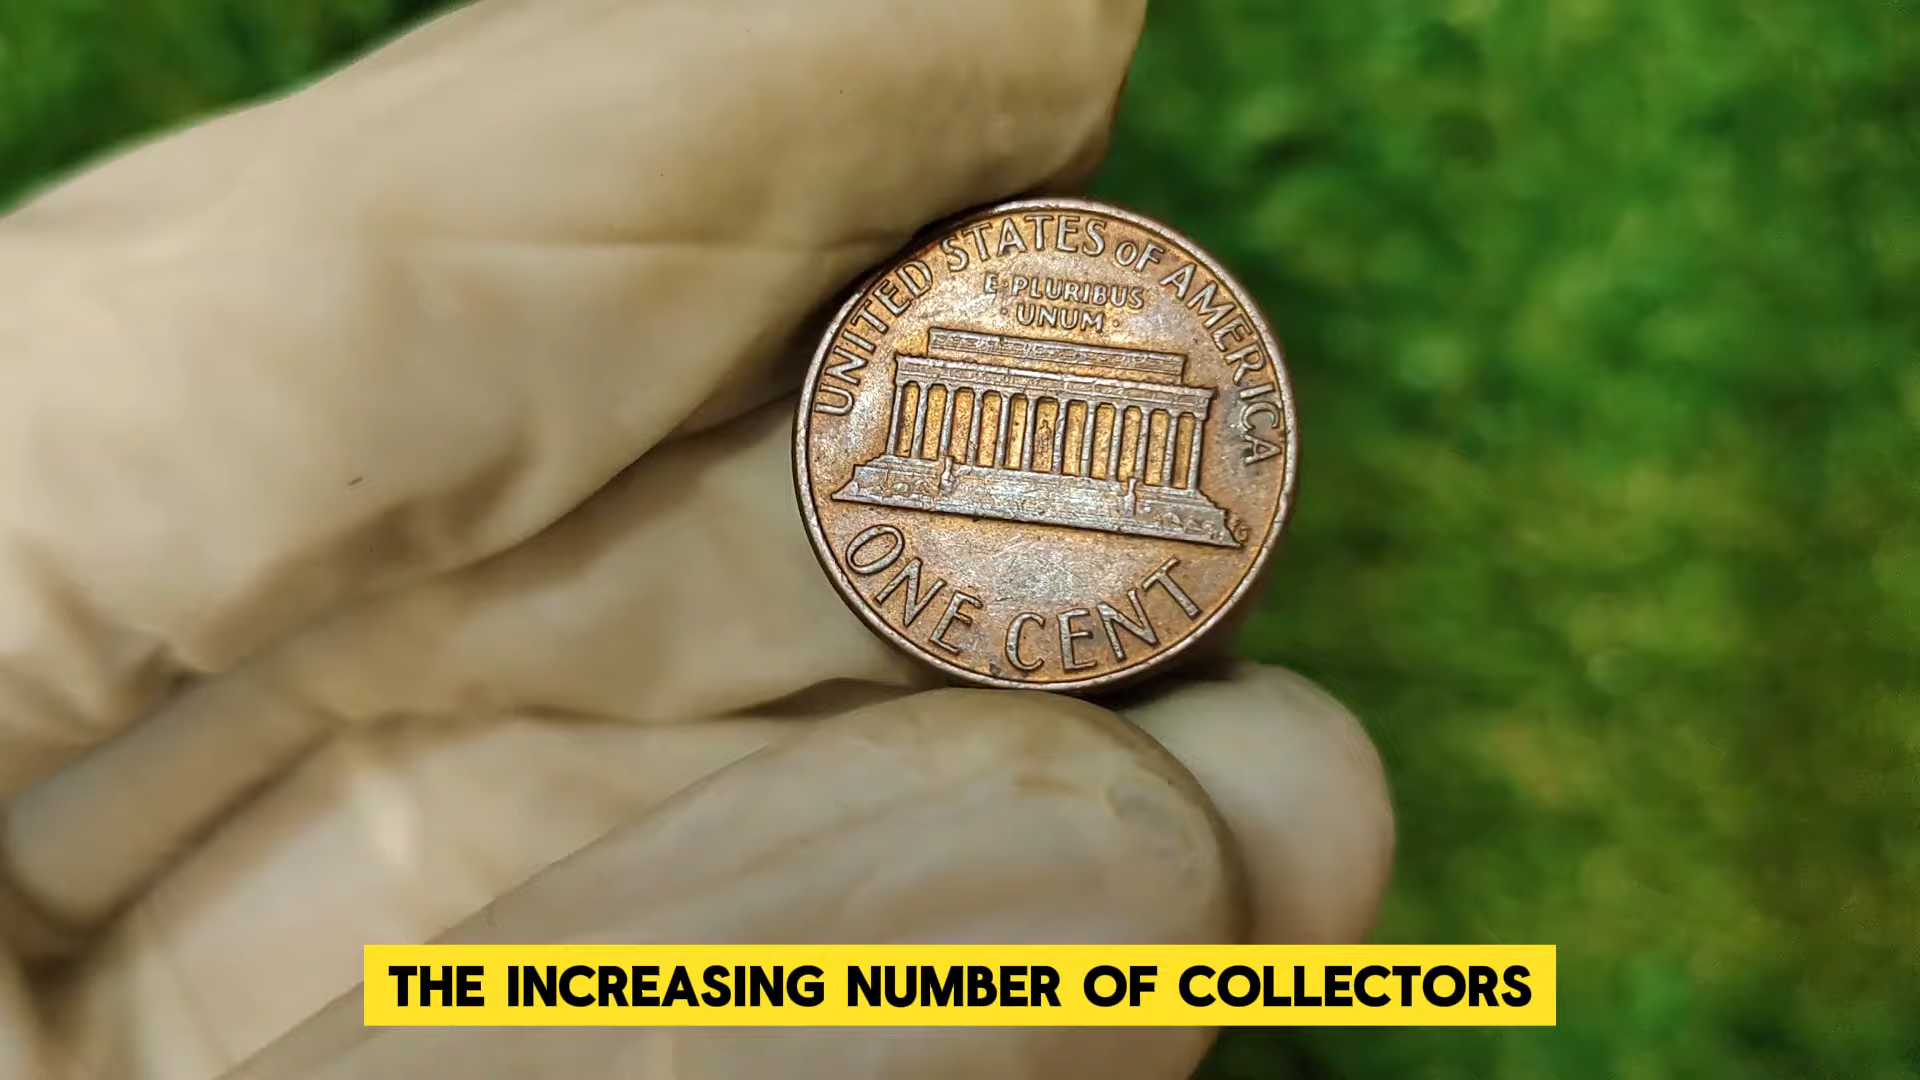 UNITED STATES OF AMERICA
E·PLURIBUS
·UNUM·
ONE CENT
THE INCREASING NUMBER OF COLLECTORS